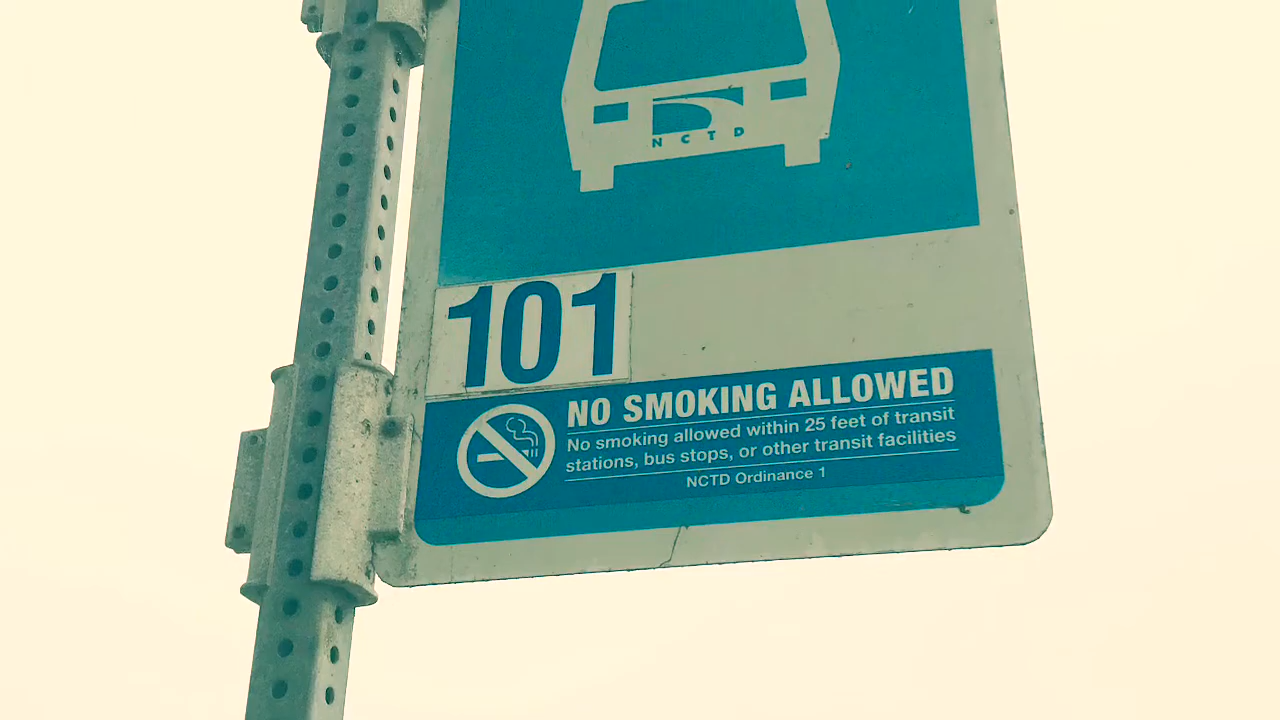 NCTD
101
NO SMOKING ALLOWED
No smoking allowed within 25 feet of transit
stations, bus stops, or other transit facilities
NCTD Ordinance 1